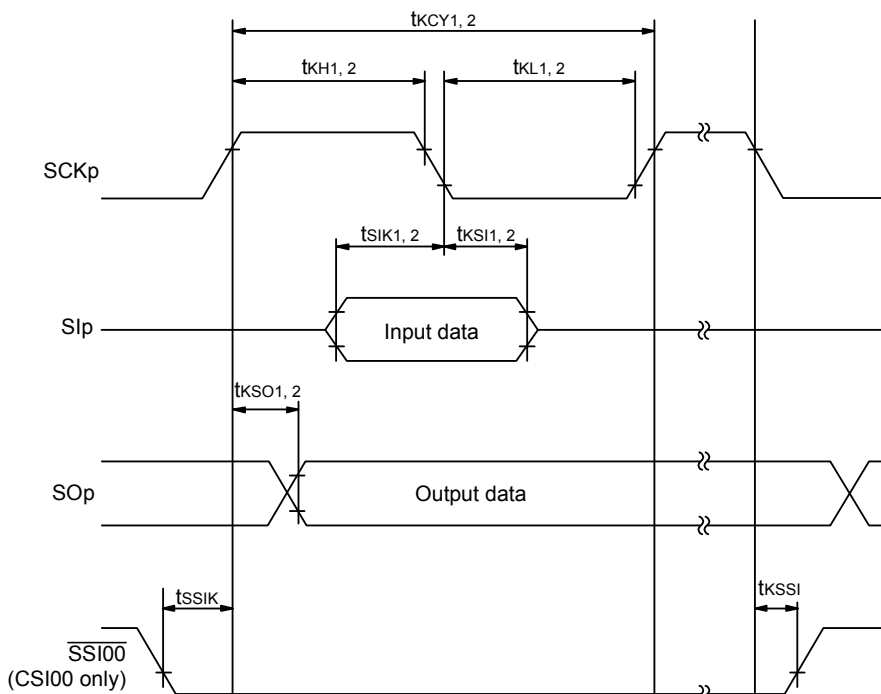 tKCY1, 2
tKH1, 2
tKL1, 2
SCKp
tSIK1, 2
tKSI1, 2
SIp
Input data
tKSO1, 2
SOp
Output data
tSSIK
tKSSI
SSI00
(CSI00 only)